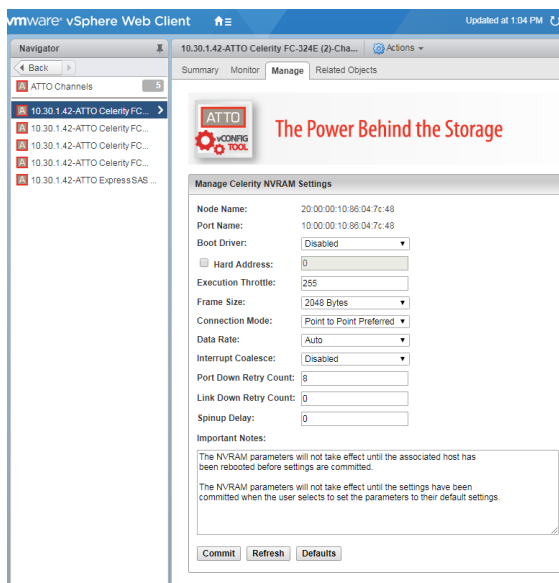 vmware® vSphere Web Client
Updated at 1:04 PM
Navigator
10.30.1.42-ATTO Celerity FC-324E (2)-Cha...
Actions
Back
Summary Monitor Manage Related Objects
ATTO Channels 5
10.30.1.42-ATTO Celerity FC...
10.30.1.42-ATTO Celerity FC...
10.30.1.42-ATTO Celerity FC...
10.30.1.42-ATTO Celerity FC...
10.30.1.42-ATTO ExpressSAS ...
ATTO
vCONFIG
TOOL
The Power Behind the Storage
Manage Celerity NVRAM Settings
Node Name: 20:00:00:10:86:04:7c:48
Port Name: 10:00:00:10:86:04:7c:48
Boot Driver: Disabled
Hard Address: 0
Execution Throttle: 255
Frame Size: 2048 Bytes
Connection Mode: Point to Point Preferred
Data Rate: Auto
Interrupt Coalesce: Disabled
Port Down Retry Count: 8
Link Down Retry Count: 0
Spinup Delay: 0
Important Notes:
The NVRAM parameters will not take effect until the associated host has
been rebooted before settings are committed.
The NVRAM parameters will not take effect until the settings have been
committed when the user selects to set the parameters to their default settings.
Commit Refresh Defaults